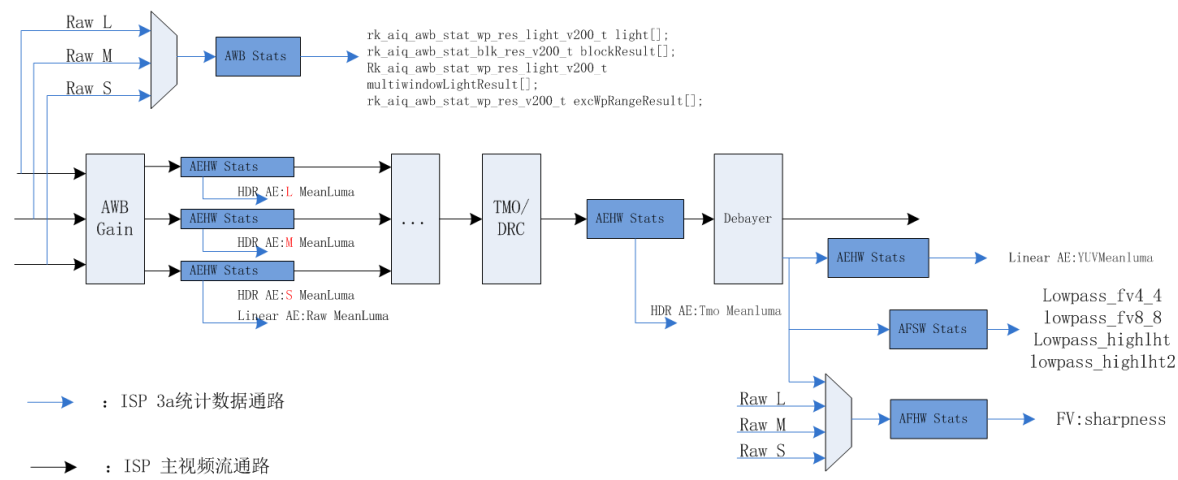 Raw L
Raw M
Raw S
AWB Stats
rk_aiq_awb_stat_wp_res_light_v200_t light[];
rk_aiq_awb_stat_blk_res_v200_t blockResult[];
Rk_aiq_awb_stat_wp_res_light_v200_t
multiwindowLightResult[];
rk_aiq_awb_stat_wp_res_v200_t excWpRangeResult[];
AWB
Gain
AEHW Stats
HDR AE:L MeanLuma
AEHW Stats
HDR AE:M MeanLuma
AEHW Stats
HDR AE:S MeanLuma
Linear AE:Raw MeanLuma
...
TMO/
DRC
AEHW Stats
HDR AE:Tmo Meanluma
Debayer
AEHW Stats
Linear AE:YUVMeanluma
AFSW Stats
Lowpass_fv4_4
lowpass_fv8_8
Lowpass_highlht
lowpass_highlht2
Raw L
Raw M
Raw S
AFHW Stats
FV:sharpness
：ISP 3a统计数据通路
：ISP 主视频流通路